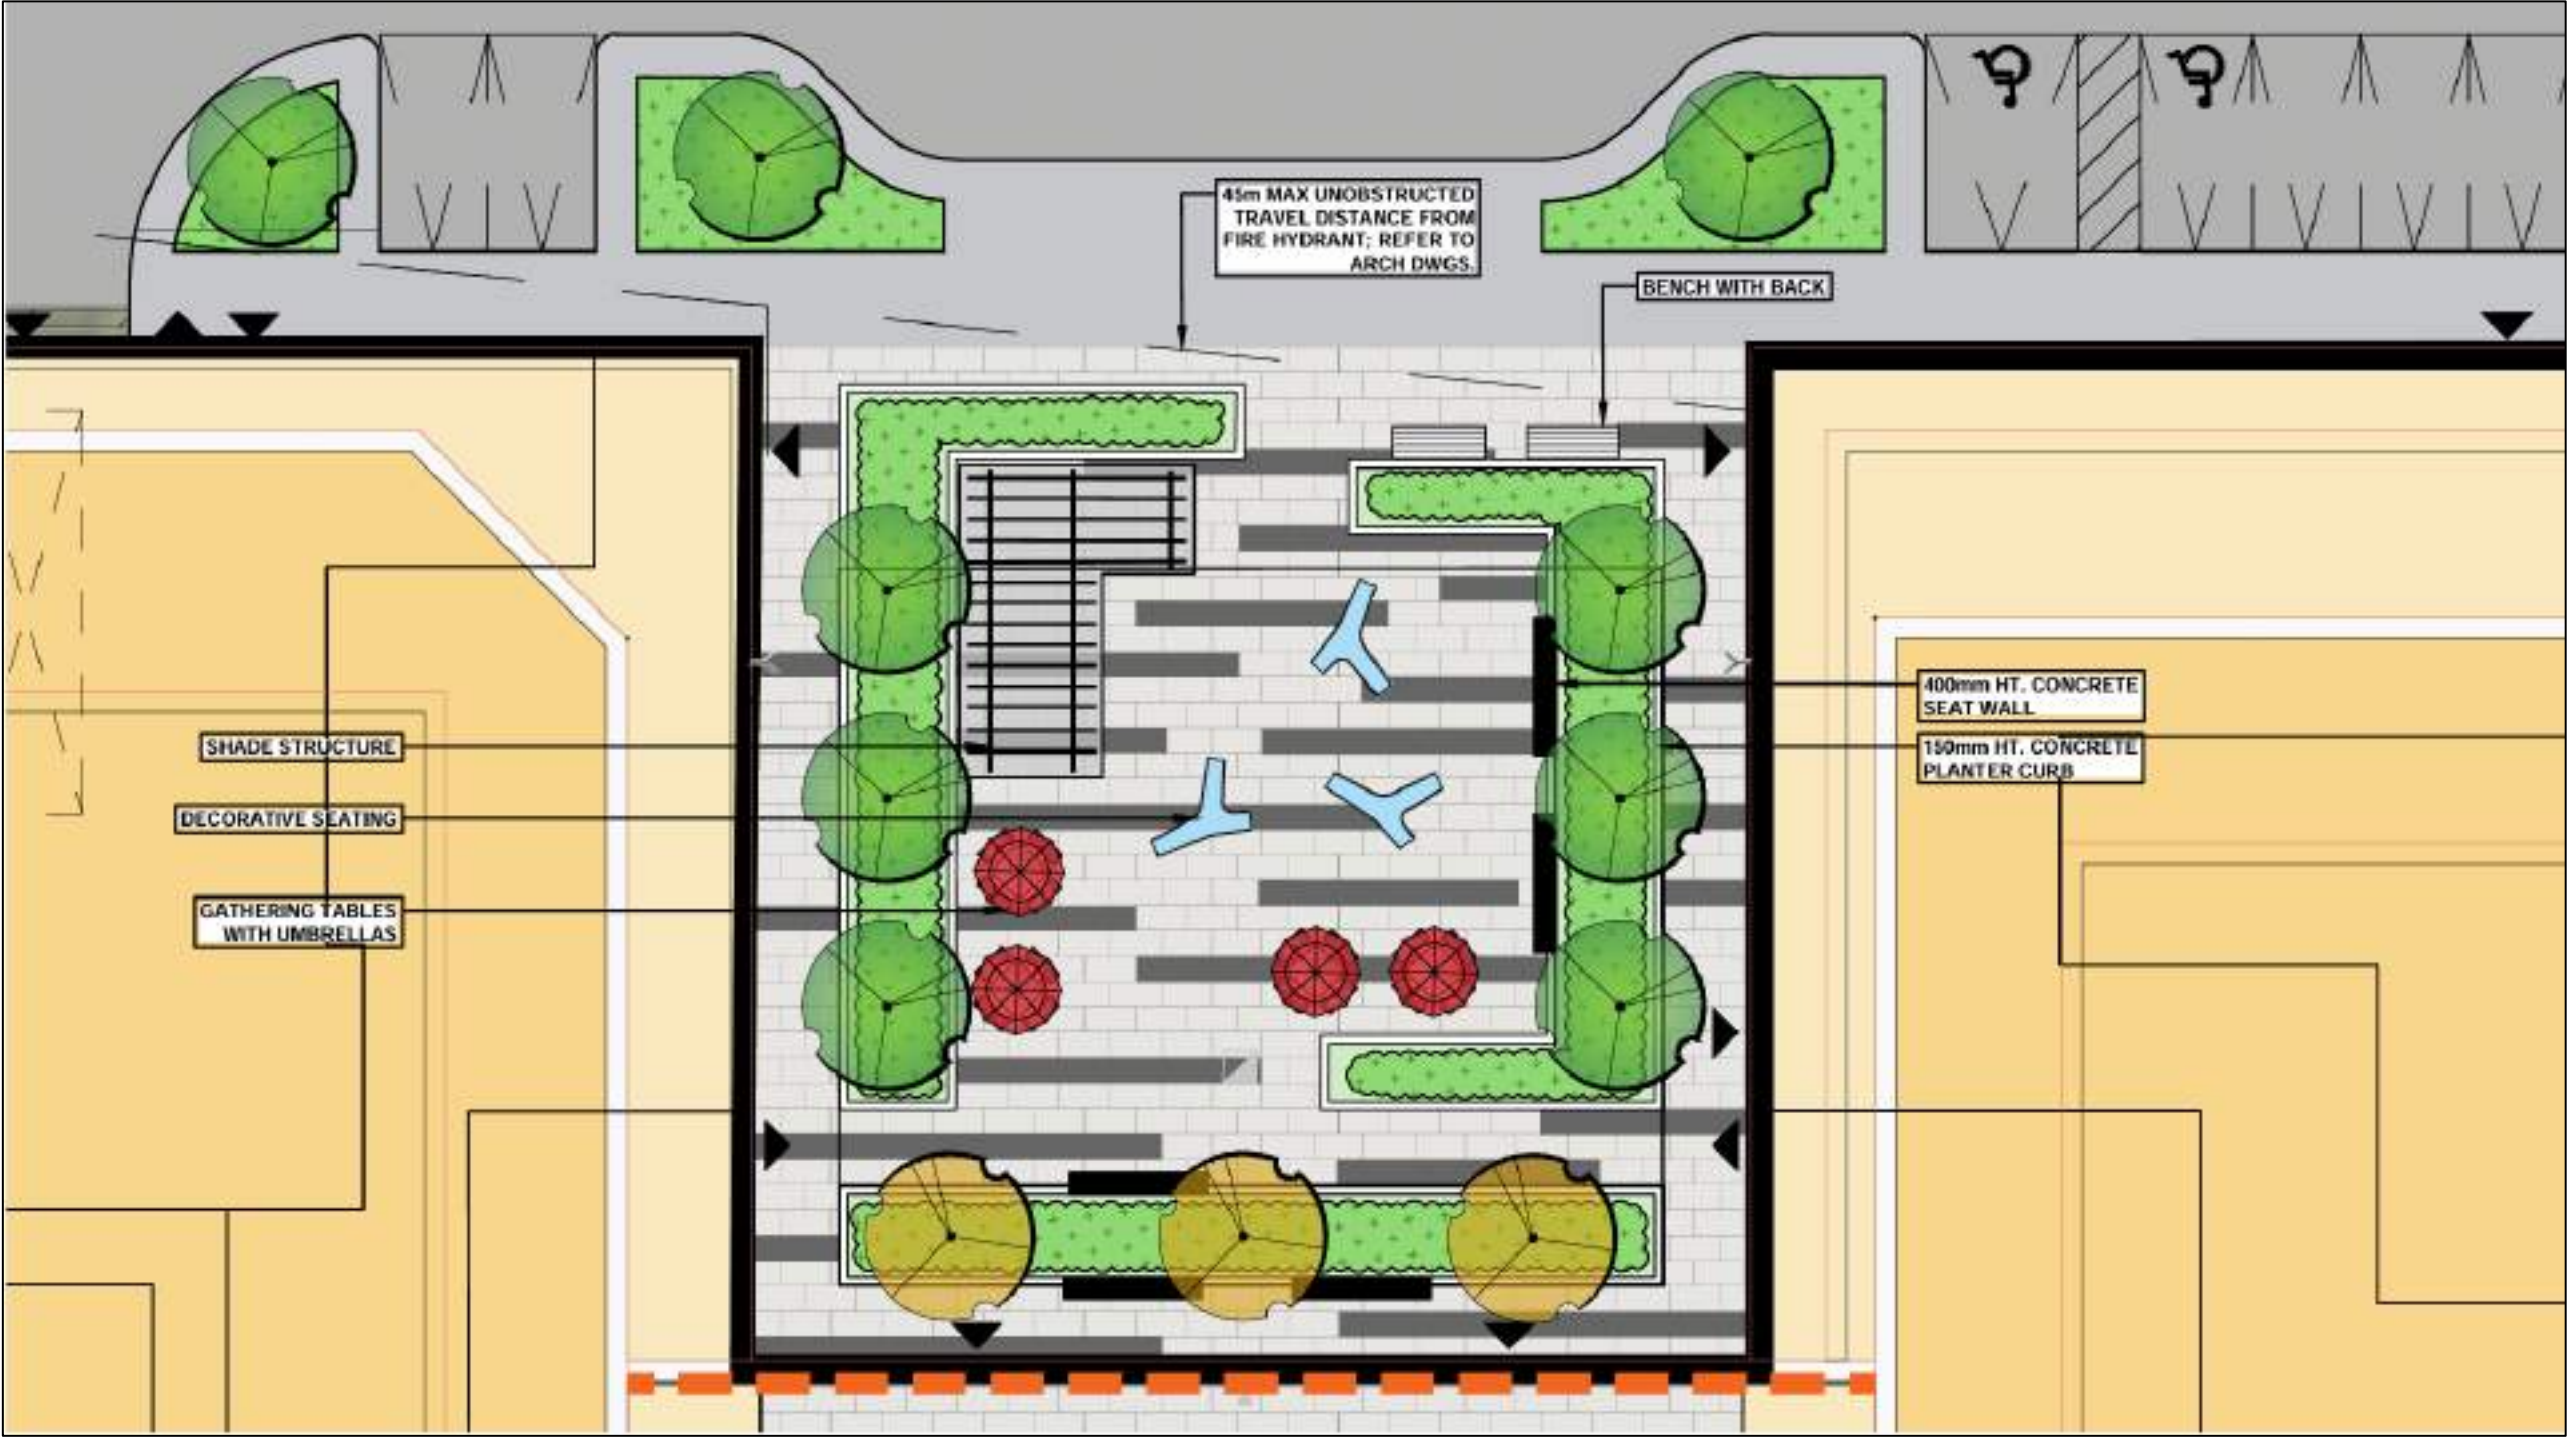 45m MAX UNOBSTRUCTED
TRAVEL DISTANCE FROM
FIRE HYDRANT; REFER TO
ARCH DWGS.
BENCH WITH BACK
400mm HT. CONCRETE
SEAT WALL
SHADE STRUCTURE
150mm HT. CONCRETE
PLANTER CURB
DECORATIVE SEATING
GATHERING TABLES
WITH UMBRELLAS